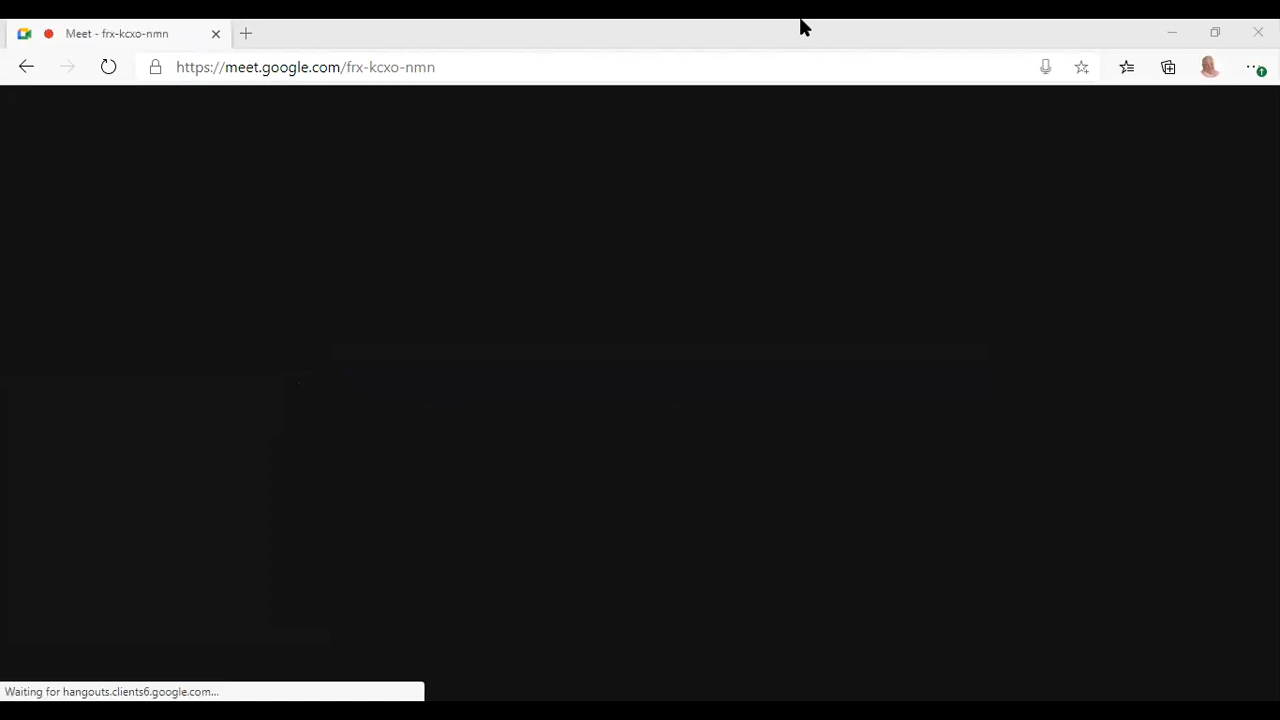 Meet - frx-kcxo-nmn
https://meet.google.com/frx-kcxo-nmn
Waiting for hangouts.clients6.google.com...